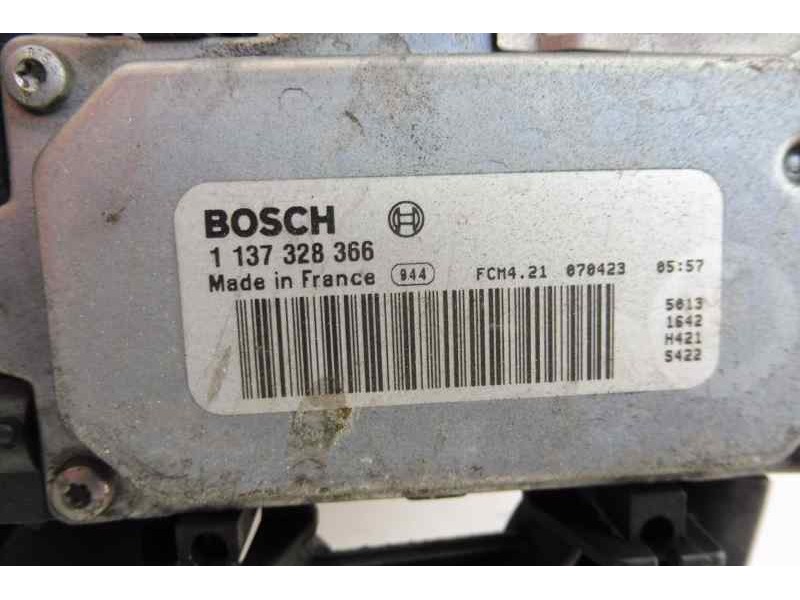 BOSCH
1 137 328 366
Made in France 944 FCM4.21 070423 05:57
5013
1642
H421
S422